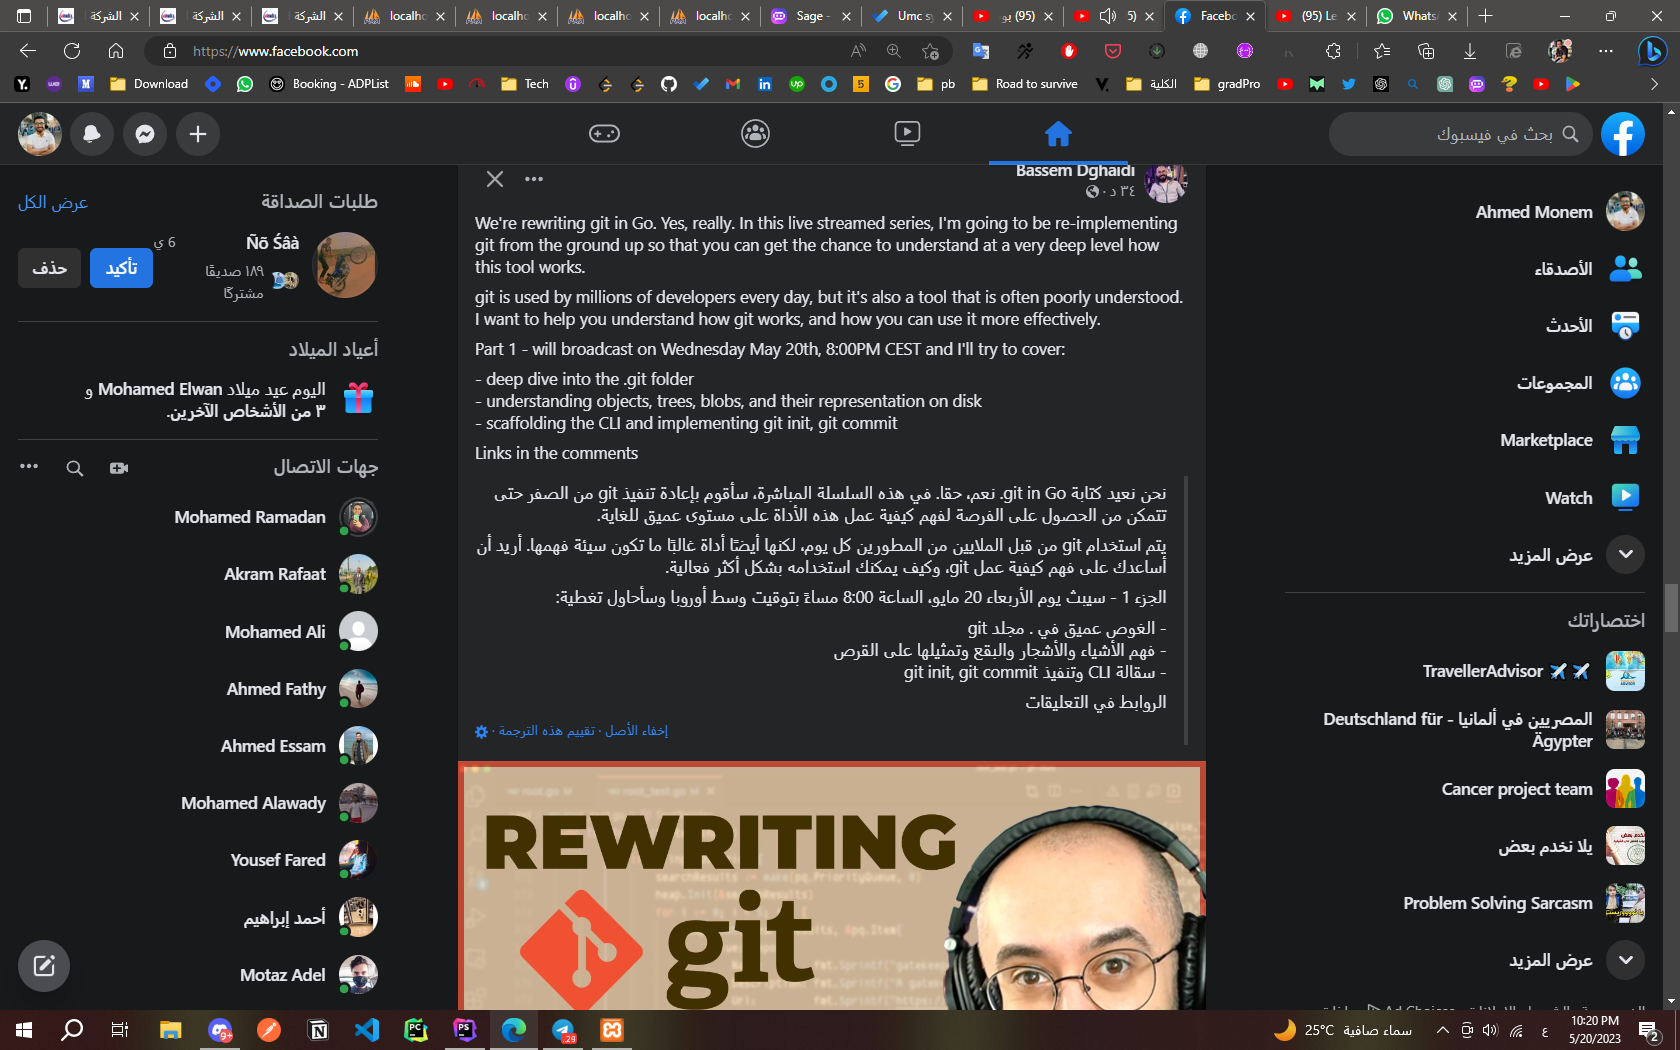 الشركة
الشركة
الشركة
localho
localho
localho
localho
Sage -
Umc sy
(95) بو
5)
Facebo
(95) Le
Whats
https://www.facebook.com
Download
Booking - ADPList
Tech
pb
Road to survive
الكلية
gradPro
بحث في فيسبوك
طلبات الصداقة
عرض الكل
Ño Śâà
6 ي
١٨٩ صديقًا
مشتركًا
تأكيد
حذف
أعياد الميلاد
اليوم عيد ميلاد Mohamed Elwan و
٣ من الأشخاص الآخرين.
جهات الاتصال
Mohamed Ramadan
Akram Rafaat
Mohamed Ali
Ahmed Fathy
Ahmed Essam
Mohamed Alawady
Yousef Fared
أحمد إبراهيم
Motaz Adel
Bassem Dghaidi
٣٤ د ·
We're rewriting git in Go. Yes, really. In this live streamed series, I'm going to be re-implementing
git from the ground up so that you can get the chance to understand at a very deep level how
this tool works.
git is used by millions of developers every day, but it's also a tool that is often poorly understood.
I want to help you understand how git works, and how you can use it more effectively.
Part 1 - will broadcast on Wednesday May 20th, 8:00PM CEST and I'll try to cover:
- deep dive into the .git folder
- understanding objects, trees, blobs, and their representation on disk
- scaffolding the CLI and implementing git init, git commit
Links in the comments
نحن نعيد كتابة git in Go. نعم، حقا. في هذه السلسلة المباشرة، سأقوم بإعادة تنفيذ git من الصفر حتى
تتمكن من الحصول على الفرصة لفهم كيفية عمل هذه الأداة على مستوى عميق للغاية.
يتم استخدام git من قبل الملايين من المطورين كل يوم، لكنها أيضًا أداة غالبًا ما تكون سيئة فهمها. أريد أن
أساعدك على فهم كيفية عمل git، وكيف يمكنك استخدامه بشكل أكثر فعالية.
الجزء 1 - سيبث يوم الأربعاء 20 مايو، الساعة 8:00 مساءً بتوقيت وسط أوروبا وسأحاول تغطية:
- الغوص عميق في . مجلد git
- فهم الأشياء والأشجار والبقع وتمثيلها على القرص
- سقالة CLI وتنفيذ git init, git commit
الروابط في التعليقات
إخفاء الأصل · تقييم هذه الترجمة ·
REWRITING
git
Ahmed Monem
الأصدقاء
الأحدث
المجموعات
Marketplace
Watch
عرض المزيد
اختصاراتك
TravellerAdvisor
المصريين في ألمانيا - Deutschland für
Ägypter
Cancer project team
يلا نخدم بعض
Problem Solving Sarcasm
عرض المزيد
25°C سماء صافية
ع
10:20 PM
5/20/2023